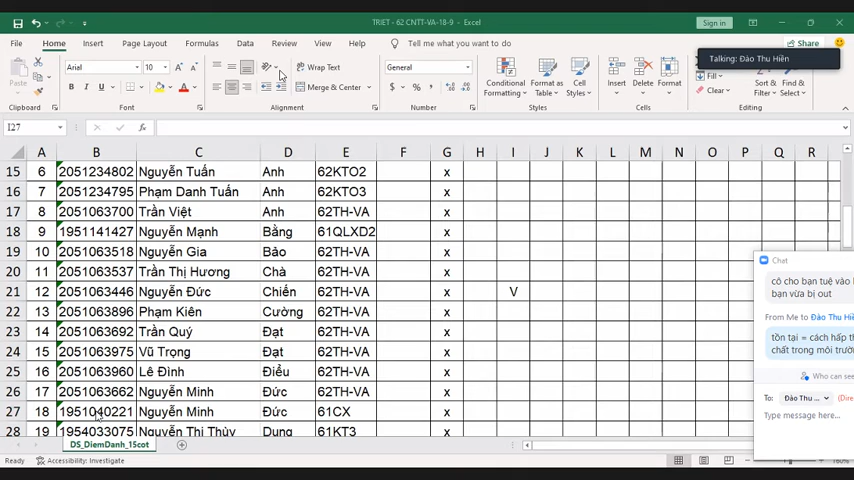 TRIET - 62 CNTT-VA-18-9 - Excel
Sign in
File Home Insert Page Layout Formulas Data Review View Help Tell me what you want to do Share
Talking: Đào Thu Hiền
Arial 10 Wrap Text General
Paste B I U Merge & Center $ % Conditional Formatting Format as Table Cell Styles Insert Delete Format Fill Clear Sort & Filter Find & Select
Clipboard Font Alignment Number Styles Cells
I27 fx
A B C D E F G H I J K L M N O P Q R
15 6 2051234802 Nguyễn Tuấn Anh 62KTO2 x
16 7 2051234795 Phạm Danh Tuấn Anh 62KTO3 x
17 8 2051063700 Trần Việt Anh 62TH-VA x
18 9 1951141427 Nguyễn Mạnh Bằng 61QLXD2 x
19 10 2051063518 Nguyễn Gia Bảo 62TH-VA x
20 11 2051063537 Trần Thị Hương Chà 62TH-VA x
21 12 2051063446 Nguyễn Đức Chiến 62TH-VA x V
22 13 2051063896 Phạm Kiên Cường 62TH-VA x
23 14 2051063692 Trần Quý Đạt 62TH-VA x
24 15 2051063975 Vũ Trọng Đạt 62TH-VA x
25 16 2051063960 Lê Đình Điểu 62TH-VA x
26 17 2051063662 Nguyễn Minh Đức 62TH-VA x
27 18 1951040221 Nguyễn Minh Đức 61CX x
28 19 1954033075 Nguyễn Thị Thùy Dung 61KT3 x
Chat
cô cho bạn tuệ vào
bạn vừa bị out
From Me to Đào Thu Hiề
tồn tại = cách hấp th
chất trong môi trườ
Who can see
To: Đào Thu ... (Dire
Type message here...
DS_DiemDanh_15cot
Ready Accessibility: Investigate 160%